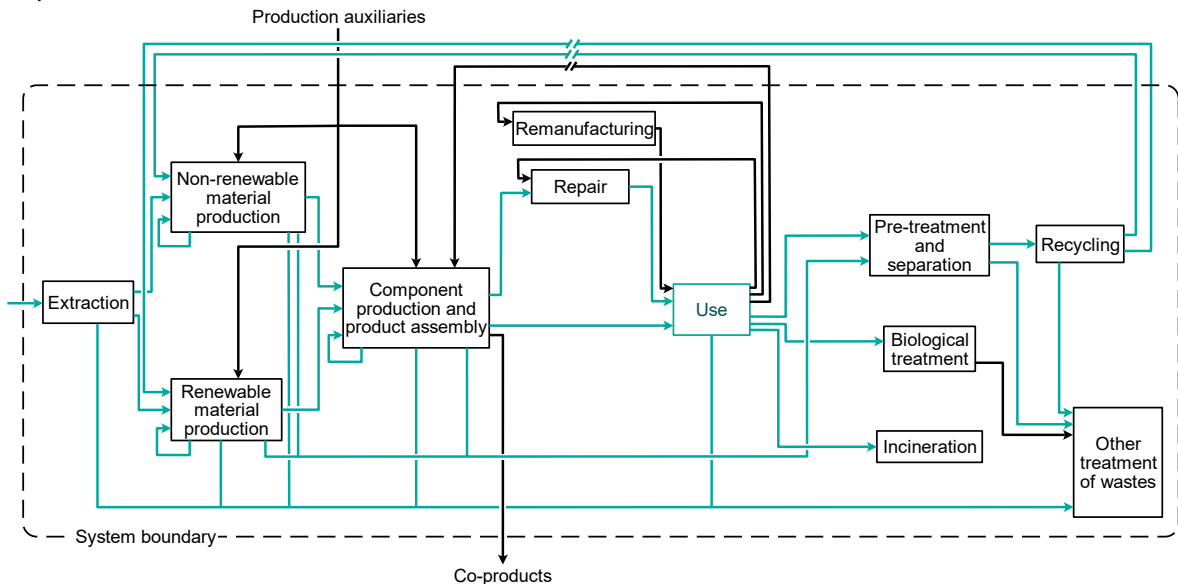 Production auxiliaries
Remanufacturing
Non-renewable
material
production
Repair
Pre-treatment
and
separation
Recycling
Extraction
Component
production and
product assembly
Use
Biological
treatment
Renewable
material
production
Incineration
Other
treatment
of wastes
System boundary
Co-products